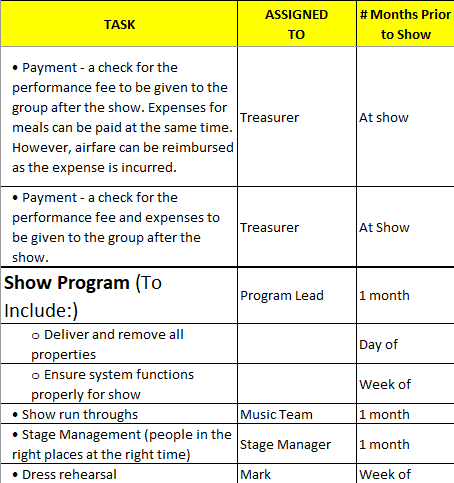 TASK
ASSIGNED
TO
# Months Prior
to Show
• Payment - a check for the
performance fee to be given to the
group after the show. Expenses for
meals can be paid at the same time.
However, airfare can be reimbursed
as the expense is incurred.
Treasurer
At show
• Payment - a check for the
performance fee and expenses to
be given to the group after the
show.
Treasurer
At Show
Show Program (To
Include:)
Program Lead
1 month
o Deliver and remove all
properties
Day of
o Ensure system functions
properly for show
Week of
• Show run throughs
Music Team
1 month
• Stage Management (people in the
right places at the right time)
Stage Manager
1 month
• Dress rehearsal
Mark
Week of